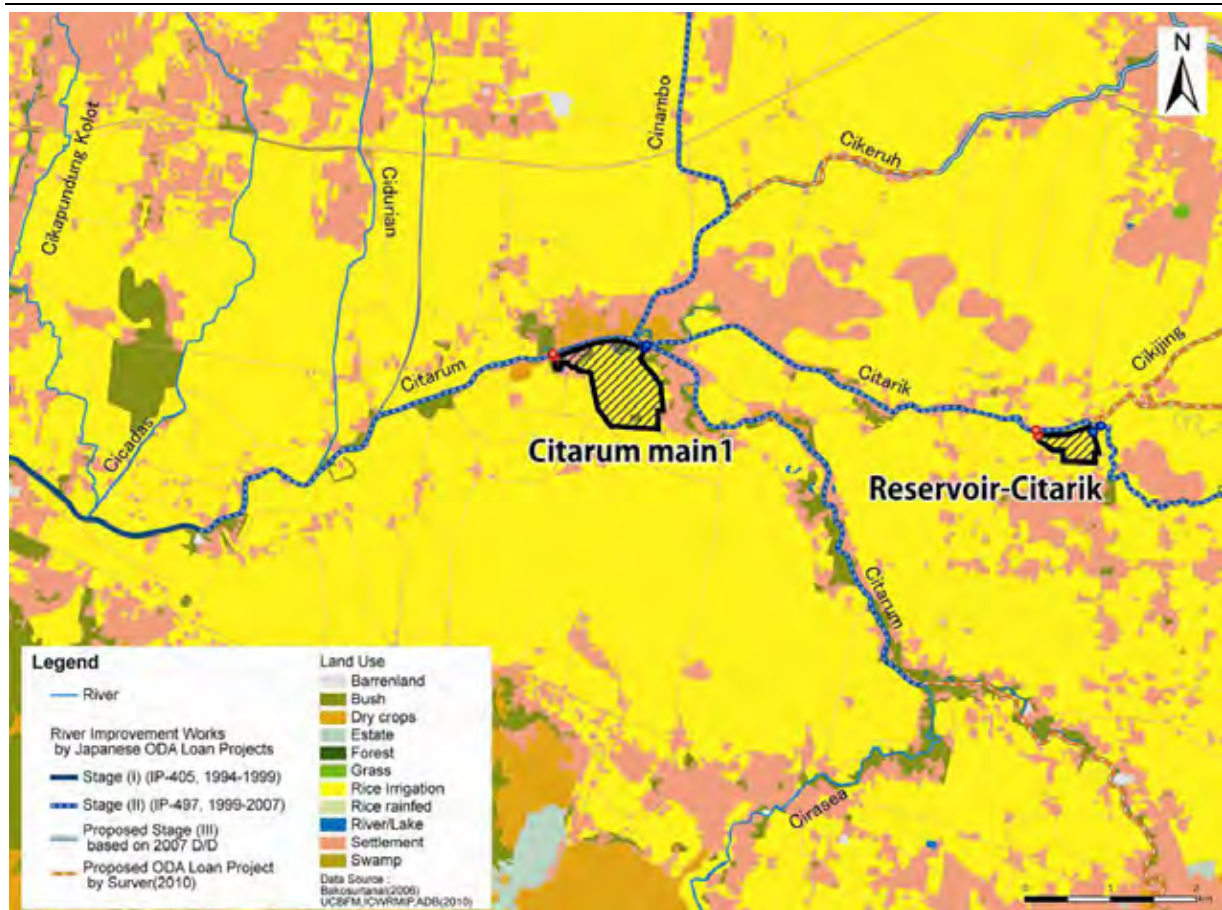 N
Cikapundung Kolot
Cidurian
Cinambo
Cikeruh
Cicadas
Citarum
Citarik
Cikijing
Citarum main1
Reservoir-Citarik
Citarum
Cirasea
Legend
River
River Improvement Works
by Japanese ODA Loan Projects
Stage (I) (IP-405, 1994-1999)
Stage (II) (IP-497, 1999-2007)
Proposed Stage (III)
based on 2007 D/D
Proposed ODA Loan Project
by Surver(2010)
Land Use
Barrenland
Bush
Dry crops
Estate
Forest
Grass
Rice Irrigation
Rice rainfed
River/Lake
Settlement
Swamp
Data Source :
Bakosurtanal(2006)
UCBFM,ICWRMIP,ADB(2010)
0 1 2
km